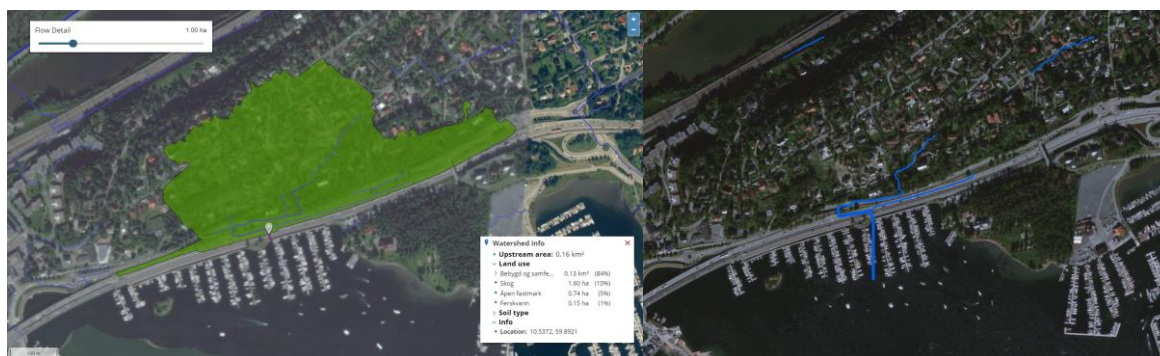 Flow Detail 1.00 ha
+
-
Watershed Info ×
Upstream area: 0.16 km²
Land use
Bebygd og samfe... 0.13 km² (84%)
Skog 1.60 ha (10%)
Åpen fastmark 0.74 ha (5%)
Ferskvann 0.15 ha (1%)
Soil type
Info
Location: 10.5372, 59.8921
100 m